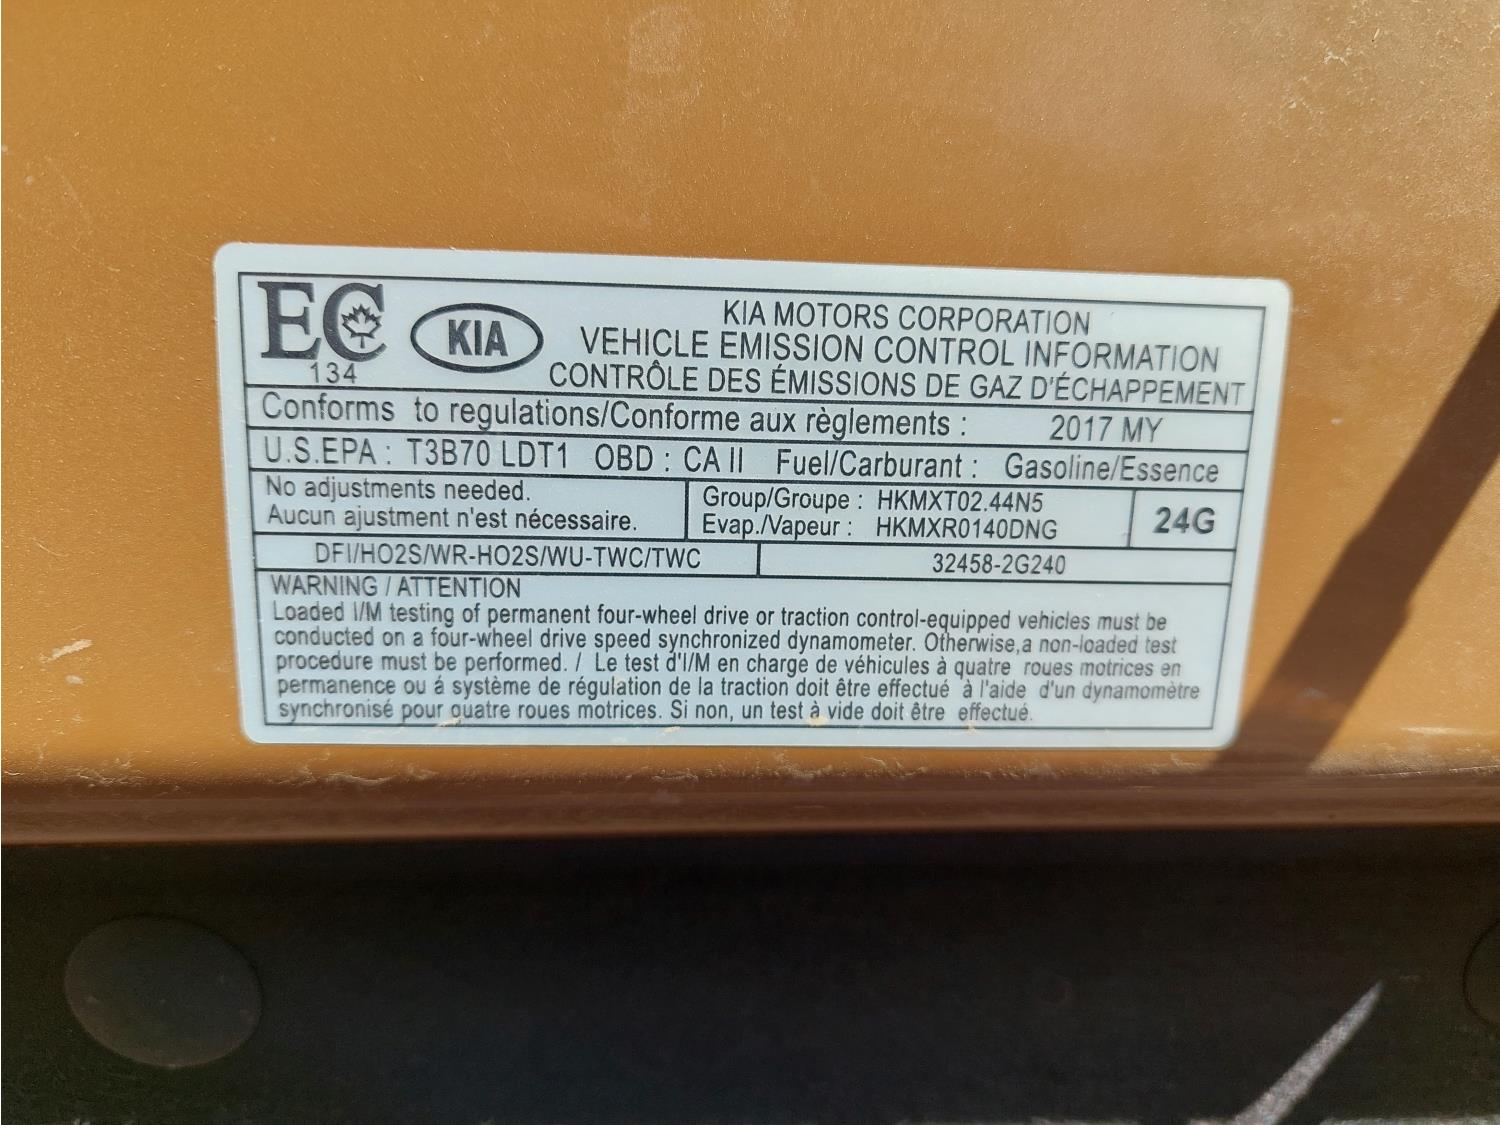 EC
134
KIA
KIA MOTORS CORPORATION
VEHICLE EMISSION CONTROL INFORMATION
CONTRÔLE DES ÉMISSIONS DE GAZ D'ÉCHAPPEMENT
Conforms to regulations/Conforme aux règlements : 2017 MY
U.S.EPA : T3B70 LDT1 OBD : CA II Fuel/Carburant : Gasoline/Essence
No adjustments needed.
Aucun ajustment n'est nécessaire.
Group/Groupe : HKMXT02.44N5
Evap./Vapeur : HKMXR0140DNG
24G
DFI/HO2S/WR-HO2S/WU-TWC/TWC
32458-2G240
WARNING / ATTENTION
Loaded I/M testing of permanent four-wheel drive or traction control-equipped vehicles must be
conducted on a four-wheel drive speed synchronized dynamometer. Otherwise,a non-loaded test
procedure must be performed. / Le test d'I/M en charge de véhicules à quatre roues motrices en
permanence ou á système de régulation de la traction doit être effectué à l'aide d'un dynamomètre
synchronisé pour quatre roues motrices. Si non, un test à vide doit être effectué.